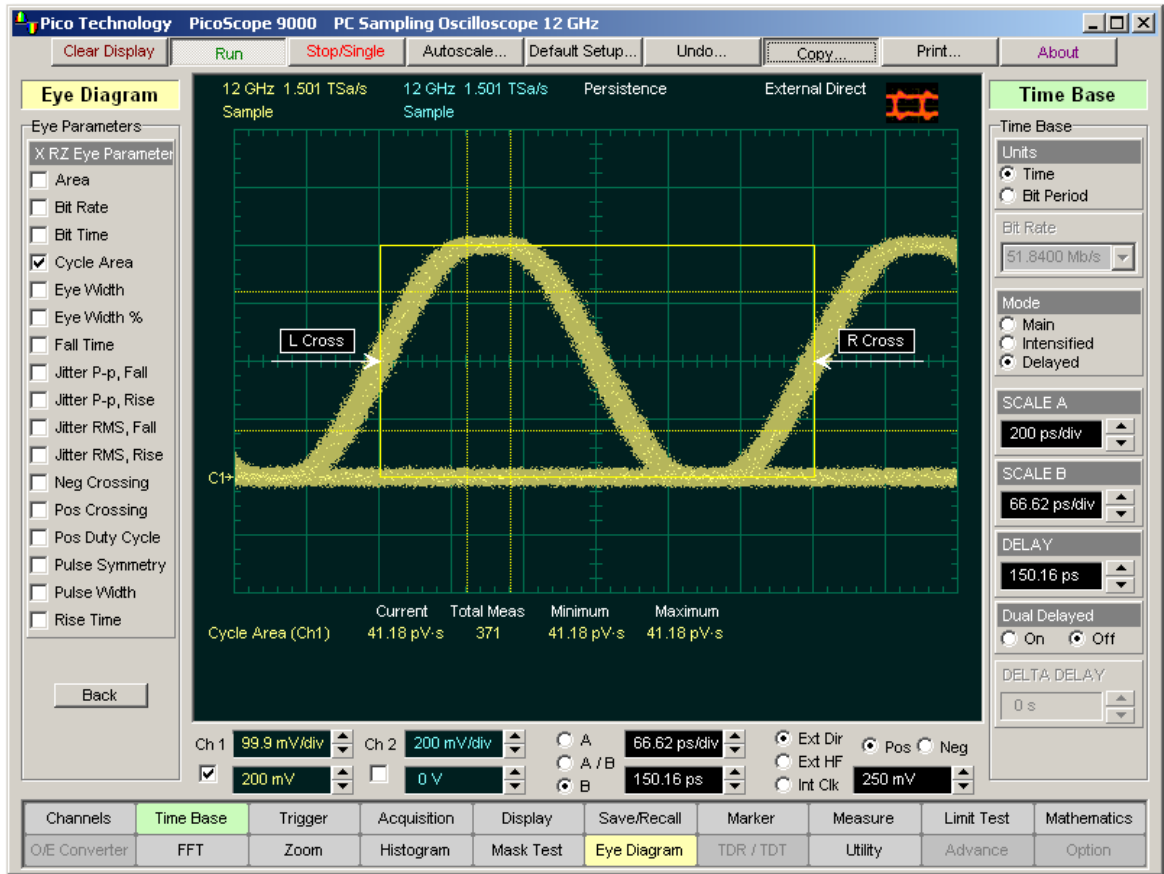 Pico Technology PicoScope 9000 PC Sampling Oscilloscope 12 GHz
Clear Display Run Stop/Single Autoscale... Default Setup... Undo... Copy... Print... About
Eye Diagram
Eye Parameters
X RZ Eye Parameter
Area
Bit Rate
Bit Time
Cycle Area
Eye Width
Eye Width %
Fall Time
Jitter P-p, Fall
Jitter P-p, Rise
Jitter RMS, Fall
Jitter RMS, Rise
Neg Crossing
Pos Crossing
Pos Duty Cycle
Pulse Symmetry
Pulse Width
Rise Time
Back
12 GHz 1.501 TSa/s 12 GHz 1.501 TSa/s Persistence External Direct
Sample Sample
L Cross
R Cross
C1
Current Total Meas Minimum Maximum
Cycle Area (Ch1) 41.18 pV·s 371 41.18 pV·s 41.18 pV·s
Time Base
Time Base
Units
Time
Bit Period
Bit Rate
51.8400 Mb/s
Mode
Main
Intensified
Delayed
SCALE A
200 ps/div
SCALE B
66.62 ps/div
DELAY
150.16 ps
Dual Delayed
On Off
DELTA DELAY
0 s
Ch 1 99.9 mV/div Ch 2 200 mV/div A 66.62 ps/div Ext Dir Pos Neg
A / B Ext HF
200 mV 0 V B 150.16 ps Int Clk 250 mV
Channels Time Base Trigger Acquisition Display Save/Recall Marker Measure Limit Test Mathematics
O/E Converter FFT Zoom Histogram Mask Test Eye Diagram TDR / TDT Utility Advance Option